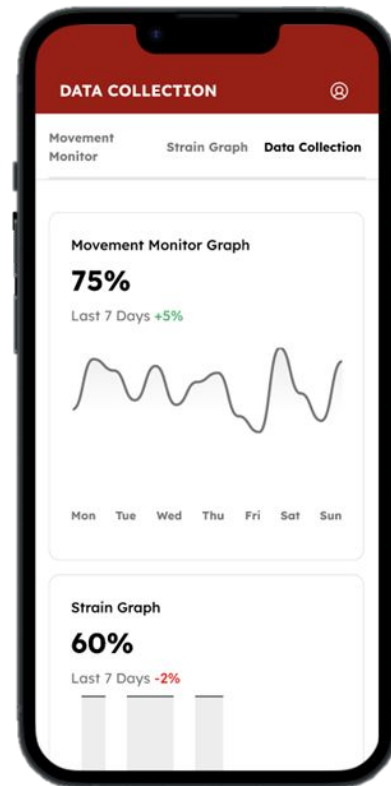 DATA COLLECTION
Movement
Monitor
Strain Graph
Data Collection
Movement Monitor Graph
75%
Last 7 Days +5%
Mon Tue Wed Thu Fri Sat Sun
Strain Graph
60%
Last 7 Days -2%